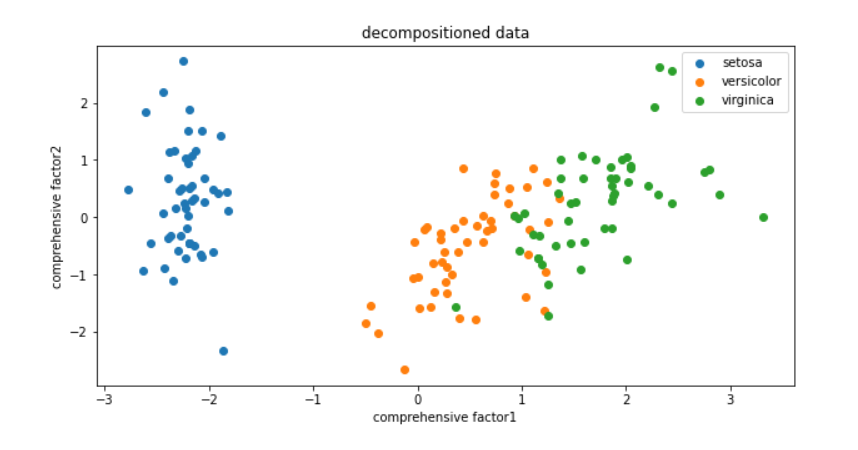 decompositioned data
setosa
versicolor
virginica
comprehensive factor2
2
1
0
−1
−2
−3
−2
−1
0
1
2
3
comprehensive factor1